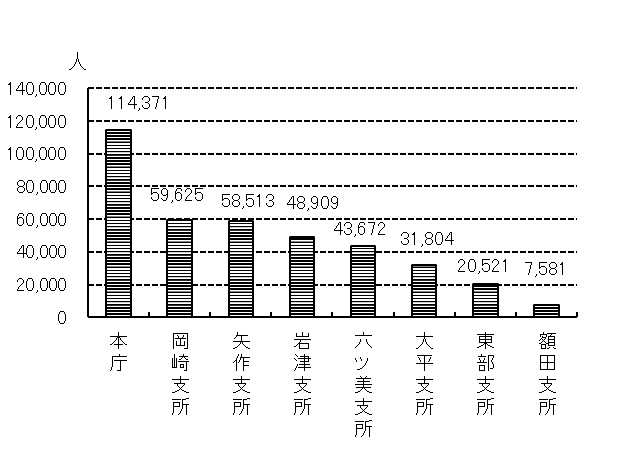 人
140,000
120,000
100,000
80,000
60,000
40,000
20,000
0
114,371
59,625
58,513
48,909
43,672
31,804
20,521
7,581
本庁
岡崎支所
矢作支所
岩津支所
六ツ美支所
大平支所
東部支所
額田支所